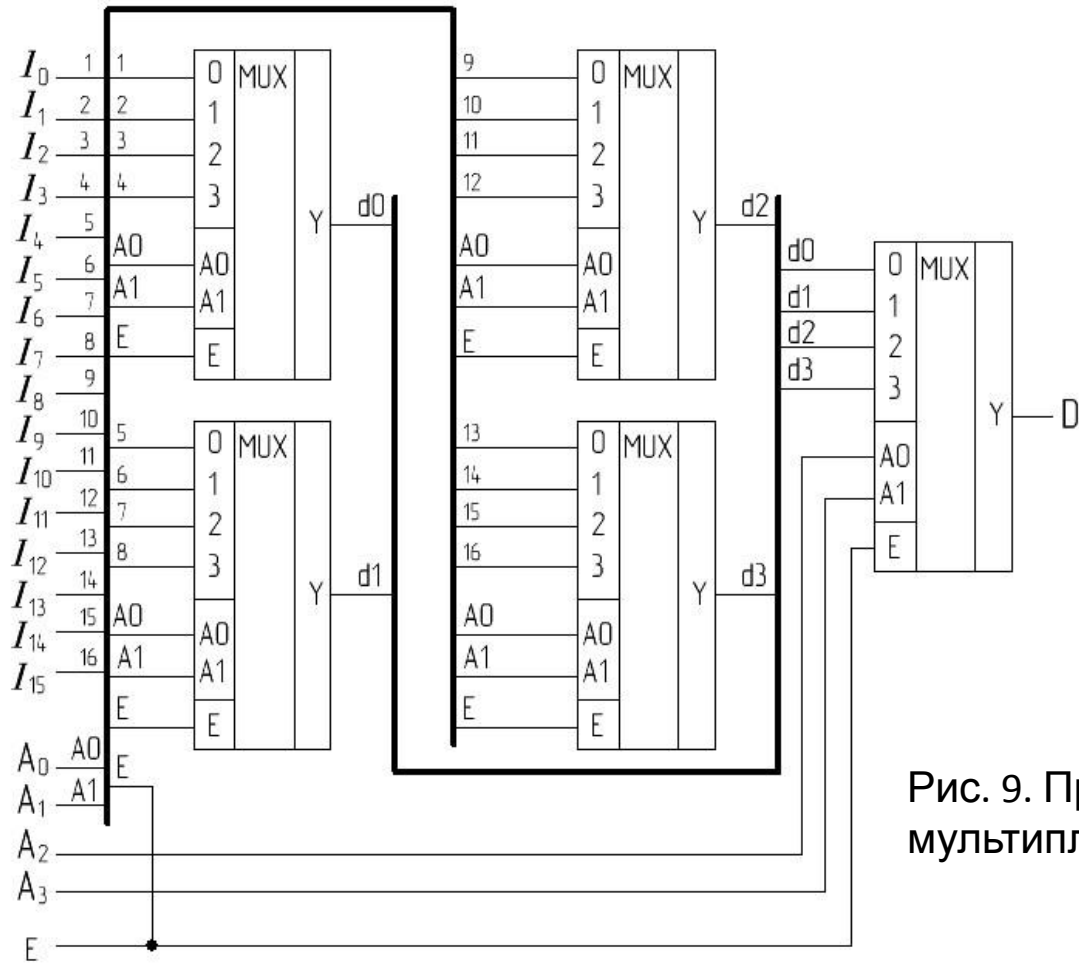 I0 1 1
I1 2 2
I2 3 3
I3 4 4
I4 5
I5 6 A0
I6 7 A1
I7 8 E
I8 9
I9 10 5
I10 11 6
I11 12 7
I12 13 8
I13 14
I14 15 A0
I15 16 A1
E
A0 A0 E
A1 A1
A2
A3
E
0 MUX
1
2
3
Y d0
A0
A1
E
0 MUX
1
2
3
Y d1
A0
A1
E
9 0 MUX
10 1
11 2
12 3
Y d2
A0 A0
A1 A1
E E
13 0 MUX
14 1
15 2
16 3
Y d3
A0 A0
A1 A1
E E
d0 0 MUX
d1 1
d2 2
d3 3
Y D
A0
A1
E
Рис. 9. Пр
мультипл